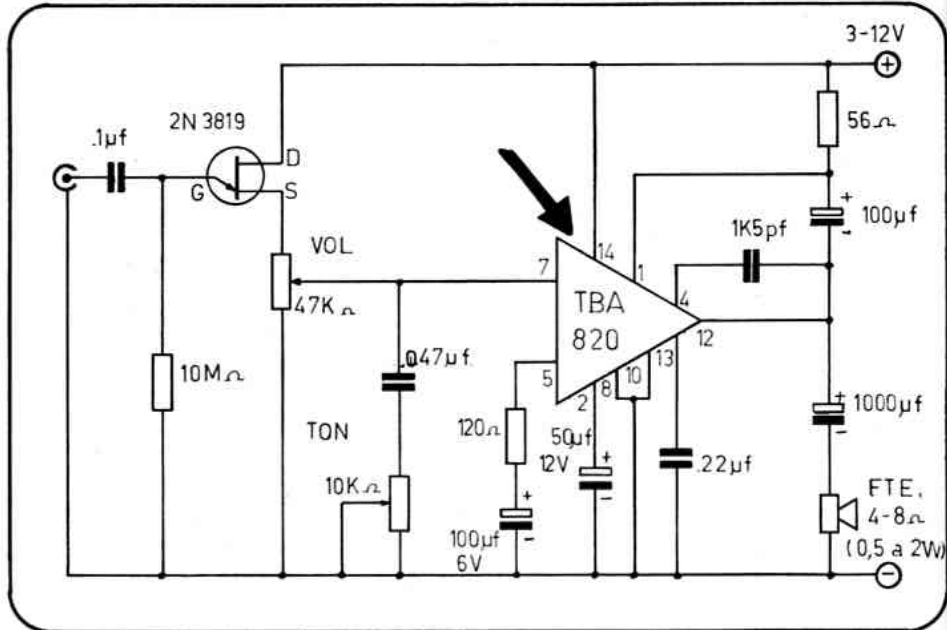 3-12V
+
2N 3819
.1µf
56Ω
D
G
S
+
100µf
-
1K5pf
VOL
14
1
7
4
47KΩ
TBA
820
12
.047µf.
13
10
5
8
2
+
1000µf
-
10MΩ
120Ω
50µf
12V
+
-
.22µf
TON
10KΩ
FTE.
4-8Ω
(0,5 a 2W)
+
100µf
-
6V
-